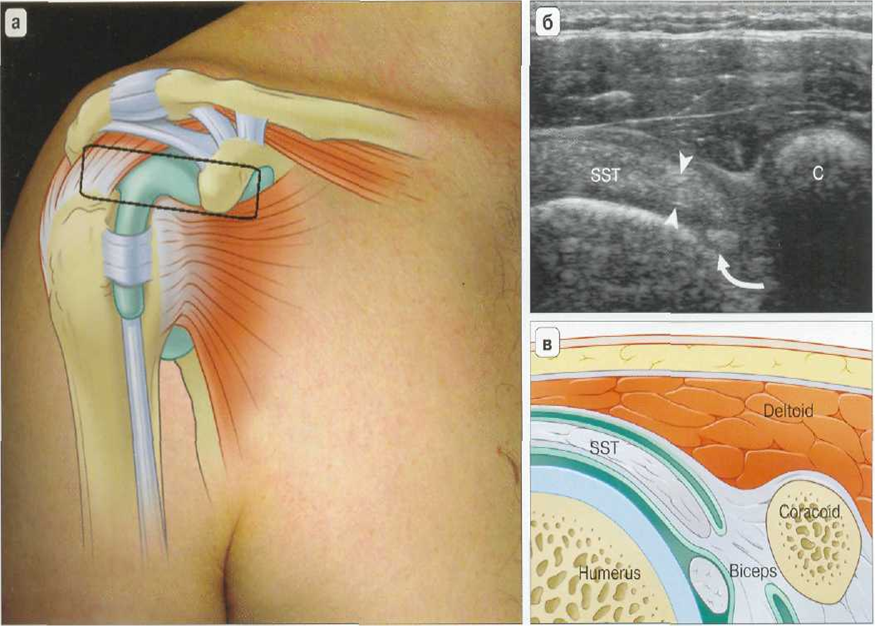 а
б
SST
C
в
Deltoid
SST
Coracoid
Humerus
Biceps